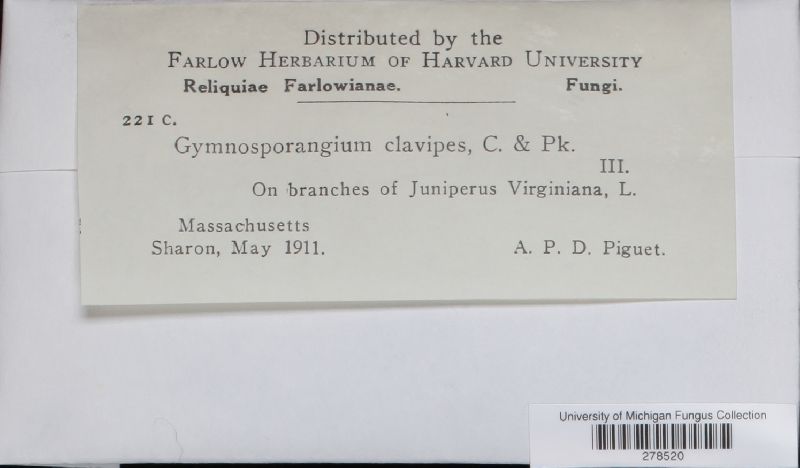 Distributed by the
FARLOW HERBARIUM OF HARVARD UNIVERSITY
Reliquiae Farlowianae. Fungi.
221 C.
Gymnosporangium clavipes, C. & Pk.
III.
On branches of Juniperus Virginiana, L.
Massachusetts
Sharon, May 1911. A. P. D. Piguet.
University of Michigan Fungus Collection
278520